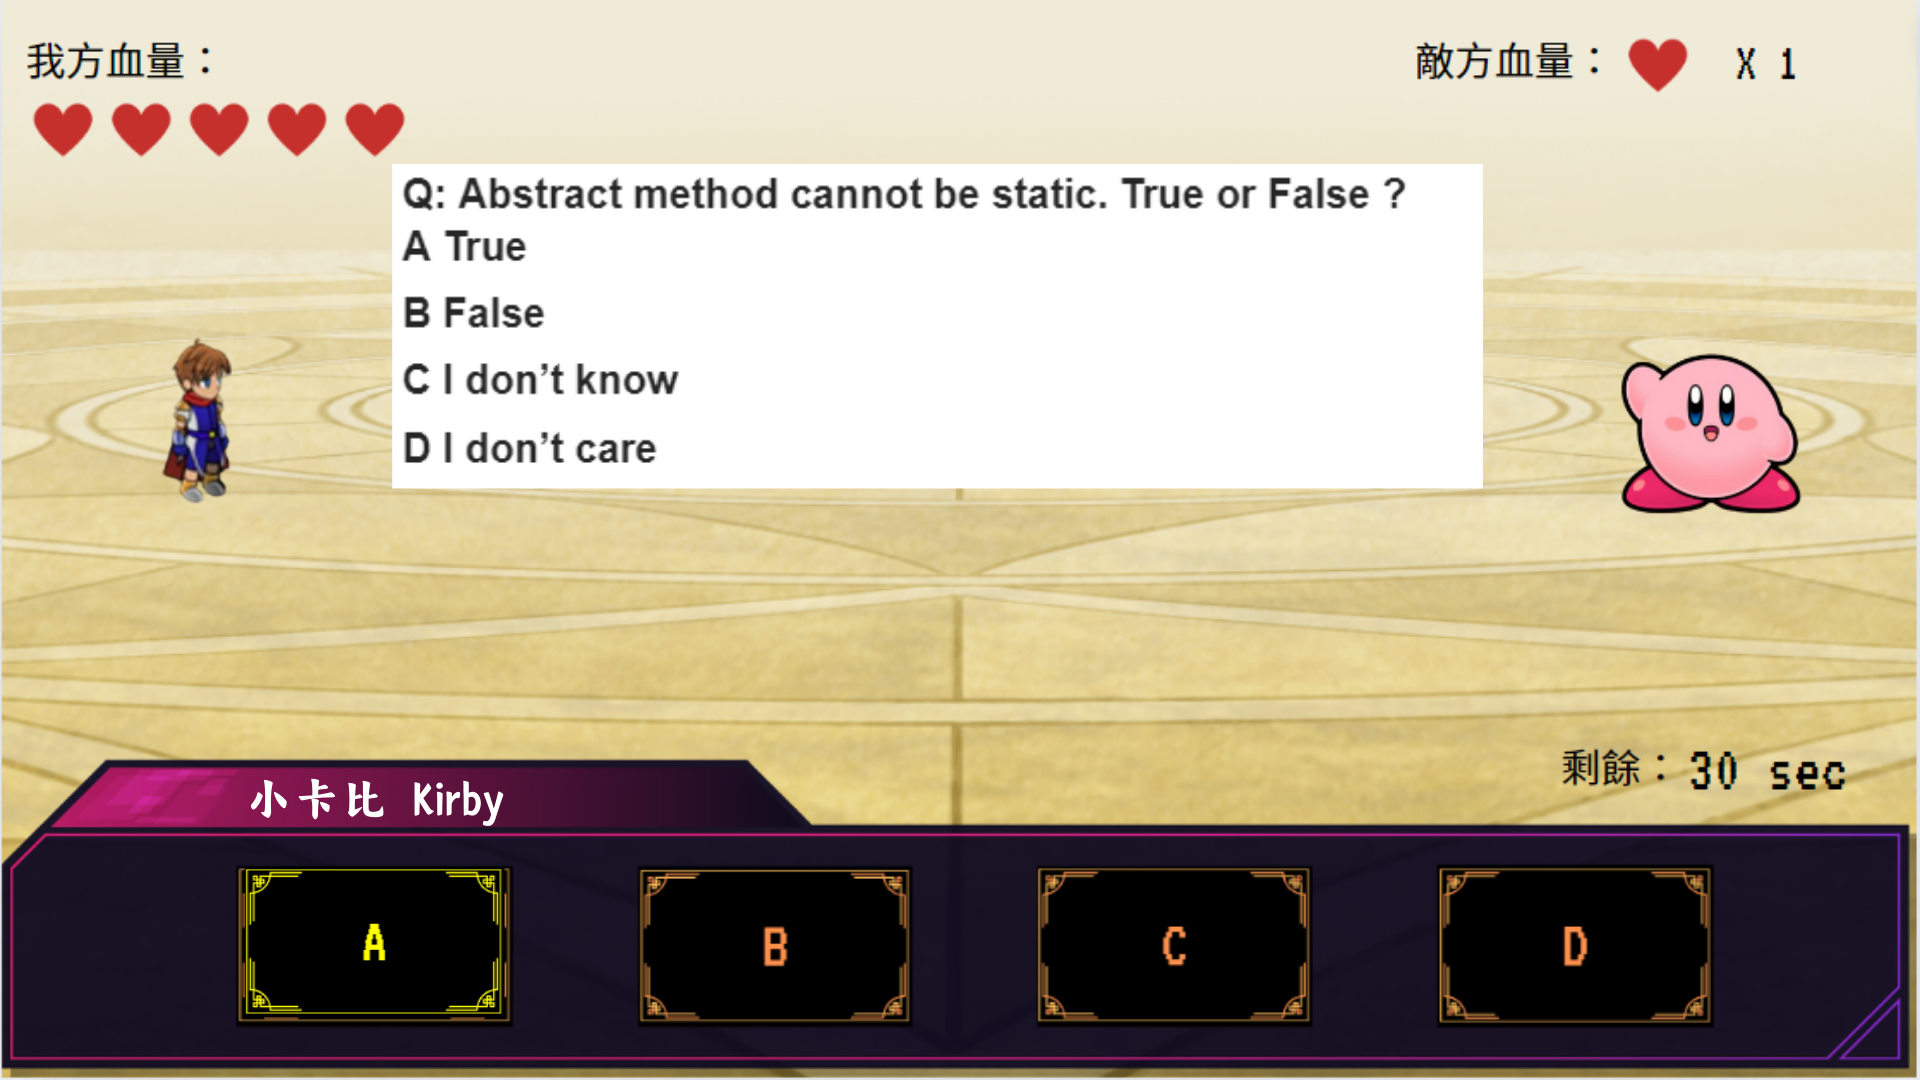 我方血量：
敵方血量： X 1
Q: Abstract method cannot be static. True or False ?
A True
B False
C I don’t know
D I don’t care
剩餘： 30 sec
小卡比 Kirby
A
B
C
D